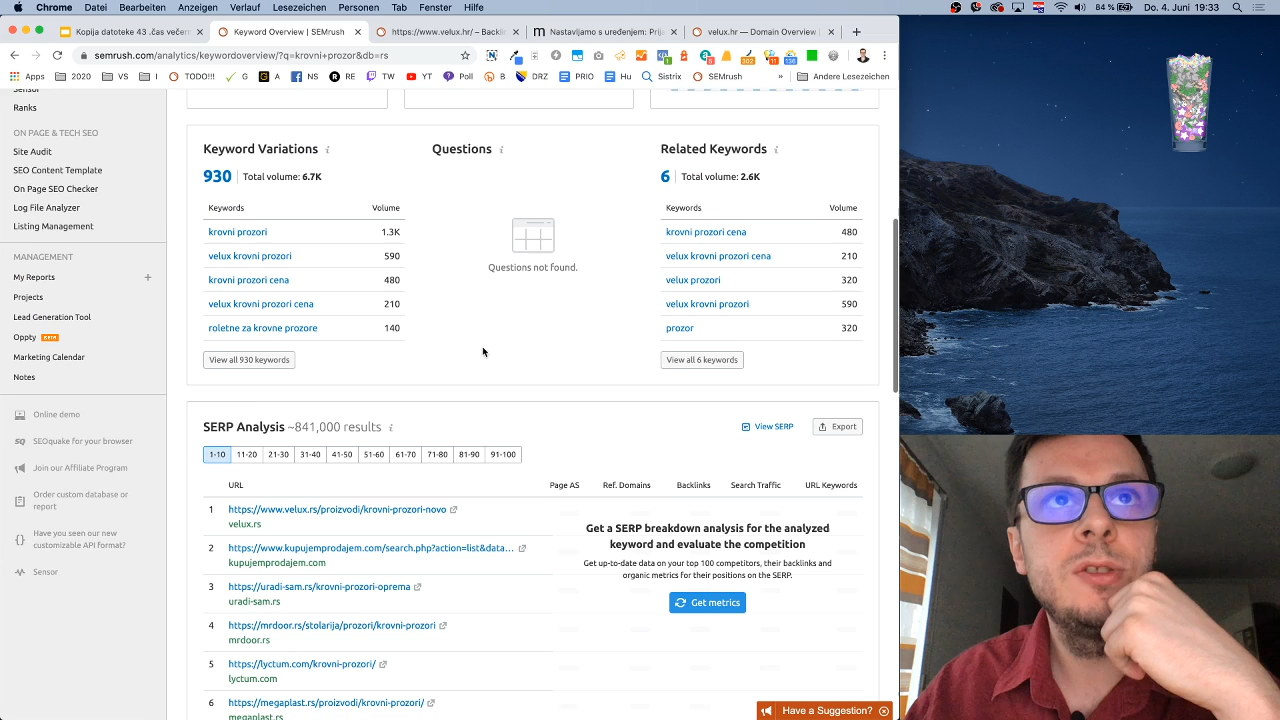 Chrome Datei Bearbeiten Anzeigen Verlauf Lesezeichen Personen Tab Fenster Hilfe 84 % Do. 4. Juni 19:33
Kopija datoteke 43 .čas večern
Keyword Overview | SEMrush
https://www.velux.hr/ – Backlin
Nastavljamo s uređenjem: Prija
velux.hr — Domain Overview |
semrush.com/analytics/keywordoverview/?q=krovni+prozor&db=rs
Apps 2020 VS I TODO!!! G A NS RE TW YT Poll B DRZ PRIO Hu Sistrix SEMrush » Andere Lesezeichen
Sensor
Ranks
ON PAGE & TECH SEO
Site Audit
SEO Content Template
On Page SEO Checker
Log File Analyzer
Listing Management
MANAGEMENT
My Reports +
Projects
Lead Generation Tool
Oppty BETA
Marketing Calendar
Notes
Online demo
SEOquake for your browser
Join our Affiliate Program
Order custom database or
report
Have you seen our new
customizable API format?
Sensor
Keyword Variations i
930 Total volume: 6.7K
Keywords Volume
krovni prozori 1.3K
velux krovni prozori 590
krovni prozori cena 480
velux krovni prozori cena 210
roletne za krovne prozore 140
View all 930 keywords
Questions i
Questions not found.
Related Keywords i
6 Total volume: 2.6K
Keywords Volume
krovni prozori cena 480
velux krovni prozori cena 210
velux prozori 320
velux krovni prozori 590
prozor 320
View all 6 keywords
SERP Analysis ~841,000 results i
View SERP Export
1-10 11-20 21-30 31-40 41-50 51-60 61-70 71-80 81-90 91-100
URL Page AS Ref. Domains Backlinks Search Traffic URL Keywords
1 https://www.velux.rs/proizvodi/krovni-prozori-novo
velux.rs
2 https://www.kupujemprodajem.com/search.php?action=list&data...
kupujemprodajem.com
3 https://uradi-sam.rs/krovni-prozori-oprema
uradi-sam.rs
4 https://mrdoor.rs/stolarija/prozori/krovni-prozori
mrdoor.rs
5 https://lyctum.com/krovni-prozori/
lyctum.com
6 https://megaplast.rs/proizvodi/krovni-prozori/
megaplast.rs
Get a SERP breakdown analysis for the analyzed
keyword and evaluate the competition
Get up-to-date data on your top 100 competitors, their backlinks and
organic metrics for their positions on the SERP.
Get metrics
Have a Suggestion?